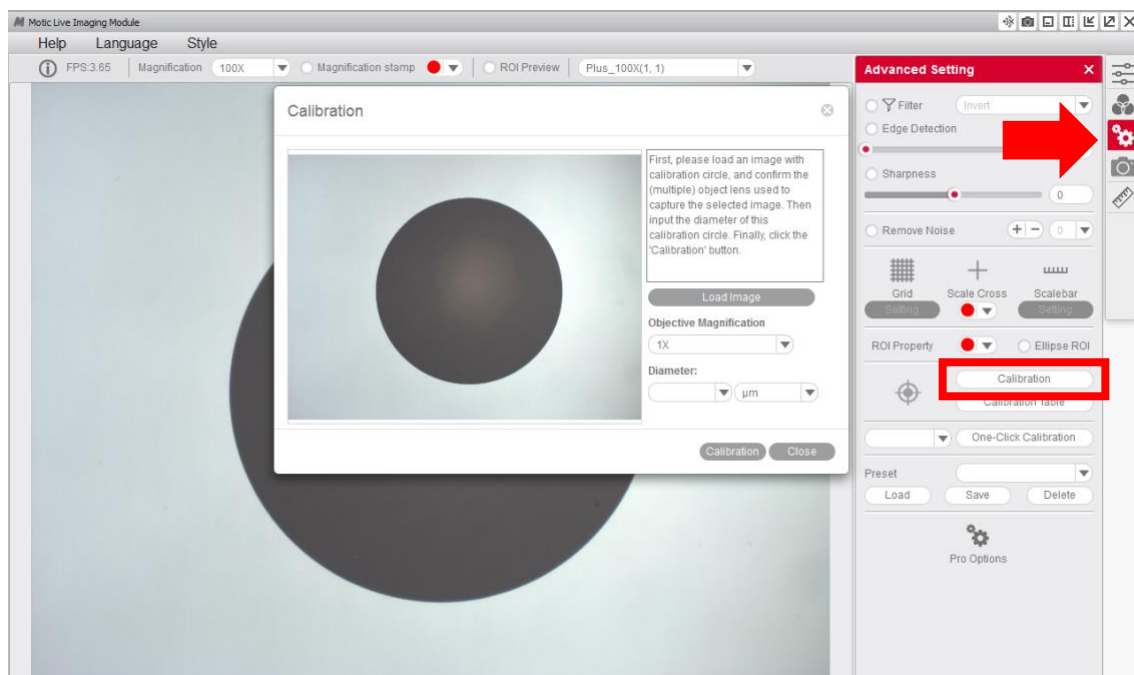 Motic Live Imaging Module
Help Language Style
FPS:3.65 Magnification 100X Magnification stamp ROI Preview Plus_100X(1, 1)
Advanced Setting
Filter Invert
Edge Detection
Sharpness
0
Remove Noise + - 0
Grid Scale Cross Scalebar
Setting Setting
ROI Property Ellipse ROI
Calibration
Calibration Table
One-Click Calibration
Preset
Load Save Delete
Pro Options
Calibration
First, please load an image with
calibration circle, and confirm the
(multiple) object lens used to
capture the selected image. Then
input the diameter of this
calibration circle. Finally, click the
'Calibration' button.
Load Image
Objective Magnification
1X
Diameter:
µm
Calibration Close